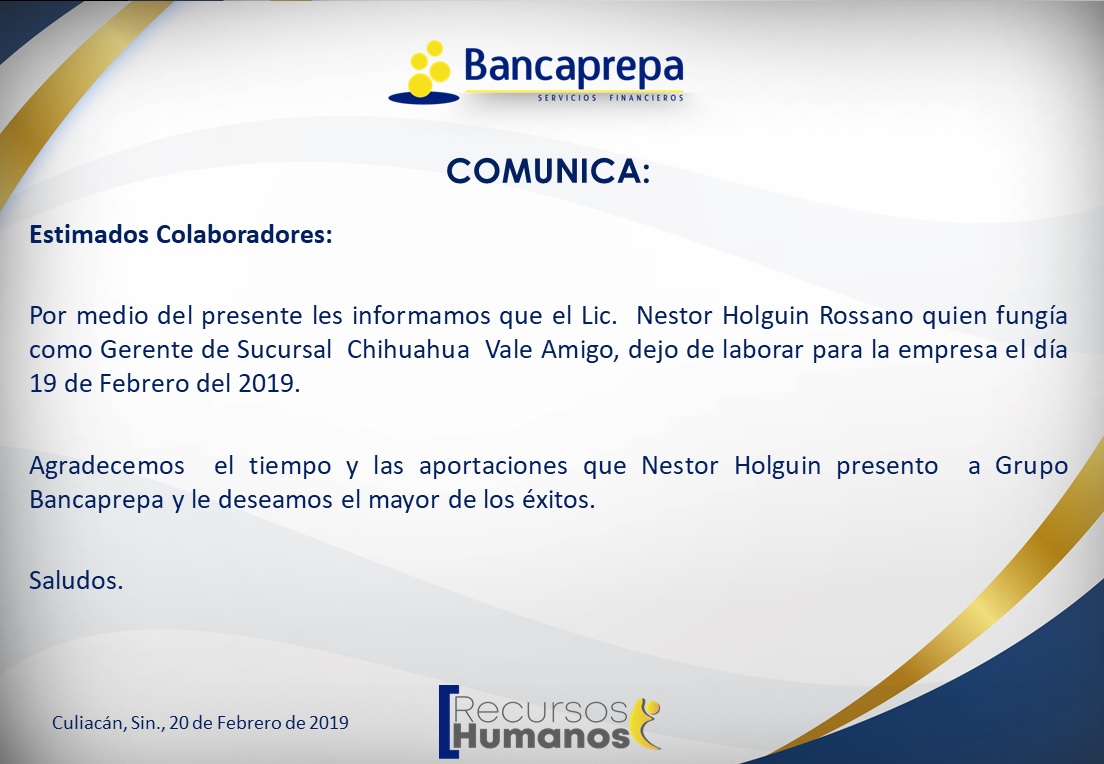 Bancaprepa
SERVICIOS FINANCIEROS
COMUNICA:
Estimados Colaboradores:
Por medio del presente les informamos que el Lic. Nestor Holguin Rossano quien fungía
como Gerente de Sucursal Chihuahua Vale Amigo, dejo de laborar para la empresa el día
19 de Febrero del 2019.
Agradecemos el tiempo y las aportaciones que Nestor Holguin presento a Grupo
Bancaprepa y le deseamos el mayor de los éxitos.
Saludos.
Culiacán, Sin., 20 de Febrero de 2019
Recursos
Humanos